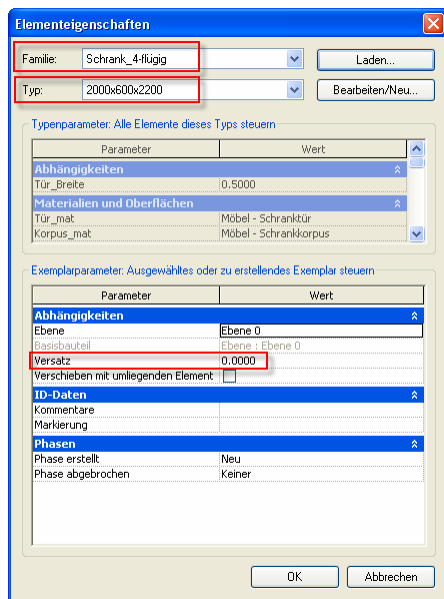 Elementeigenschaften
Familie: Schrank_4-flügig Laden...
Typ: 2000x600x2200 Bearbeiten/Neu...
Typenparameter: Alle Elemente dieses Typs steuern
Parameter Wert
Abhängigkeiten
Tür_Breite 0.5000
Materialien und Oberflächen
Tür_mat Möbel - Schranktür
Korpus_mat Möbel - Schrankkorpus
Exemplarparameter: Ausgewähltes oder zu erstellendes Exemplar steuern
Parameter Wert
Abhängigkeiten
Ebene Ebene 0
Basisbauteil Ebene : Ebene 0
Versatz 0.0000
Verschieben mit umliegenden Element
ID-Daten
Kommentare
Markierung
Phasen
Phase erstellt Neu
Phase abgebrochen Keiner
OK Abbrechen